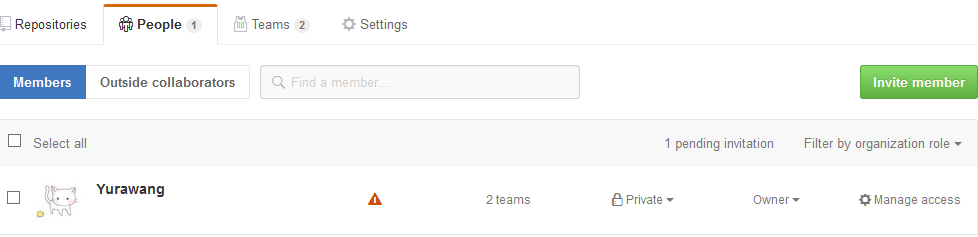 Repositories People 1 Teams 2 Settings
Members Outside collaborators Find a member... Invite member
Select all 1 pending invitation Filter by organization role
Yurawang 2 teams Private Owner Manage access